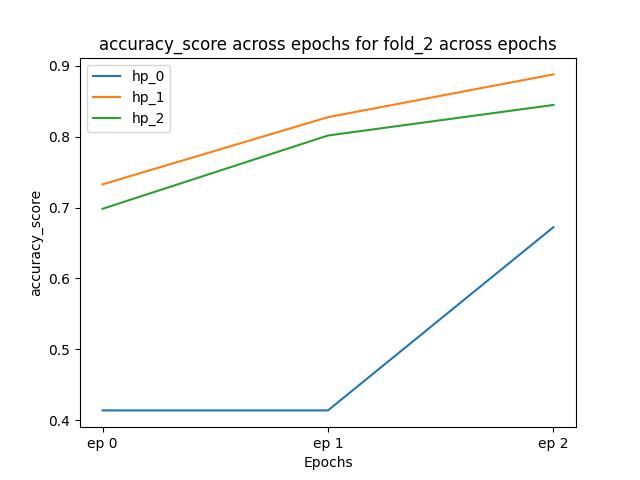 accuracy_score across epochs for fold_2 across epochs
hp_0
hp_1
hp_2
accuracy_score
0.9
0.8
0.7
0.6
0.5
0.4
ep 0
ep 1
ep 2
Epochs